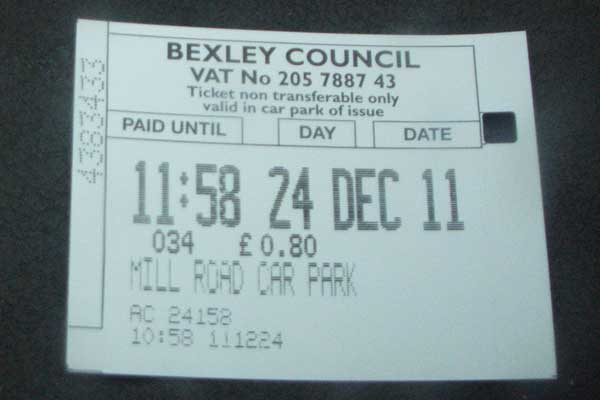 BEXLEY COUNCIL
VAT No 205 7887 43
Ticket non transferable only
valid in car park of issue
PAID UNTIL DAY DATE
11:58 24 DEC 11
034 £0.80
MILL ROAD CAR PARK
AC 24158
10:58 111224
4383433